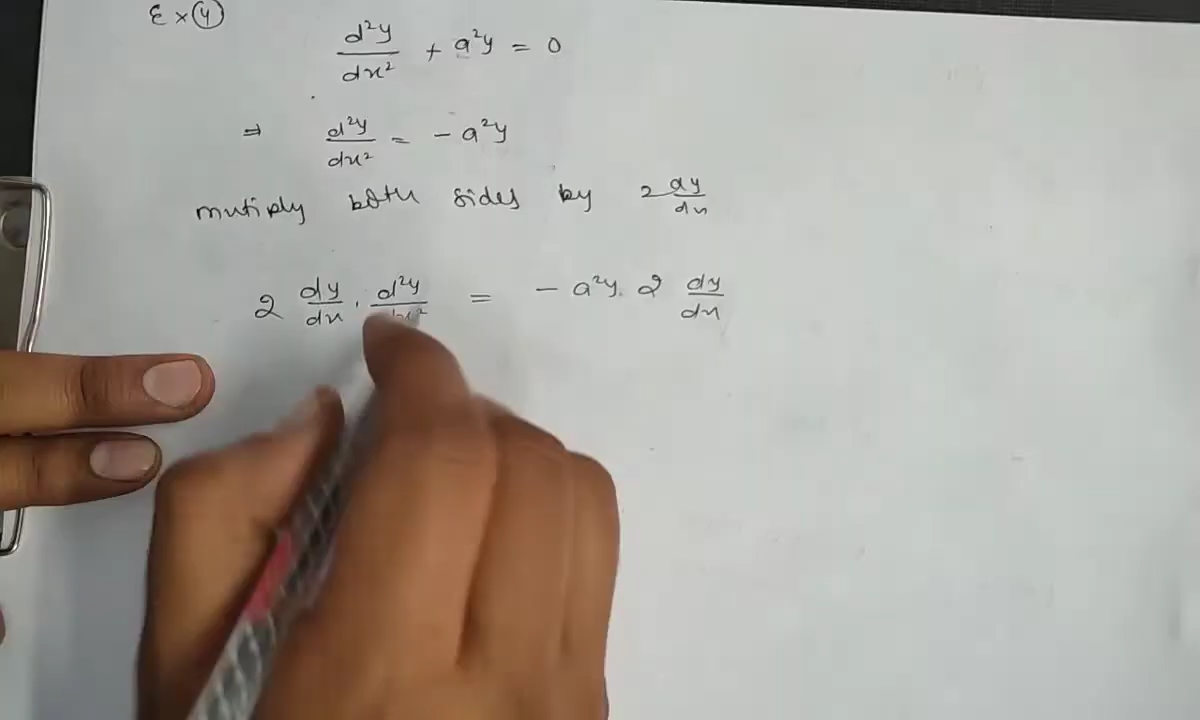 Ex ④
d²y/dx² + a²y = 0
⇒ d²y/dx² = - a²y
mutiply both sides by 2 dy/dx
2 dy/dx · d²y/dx² = - a²y. 2 dy/dx